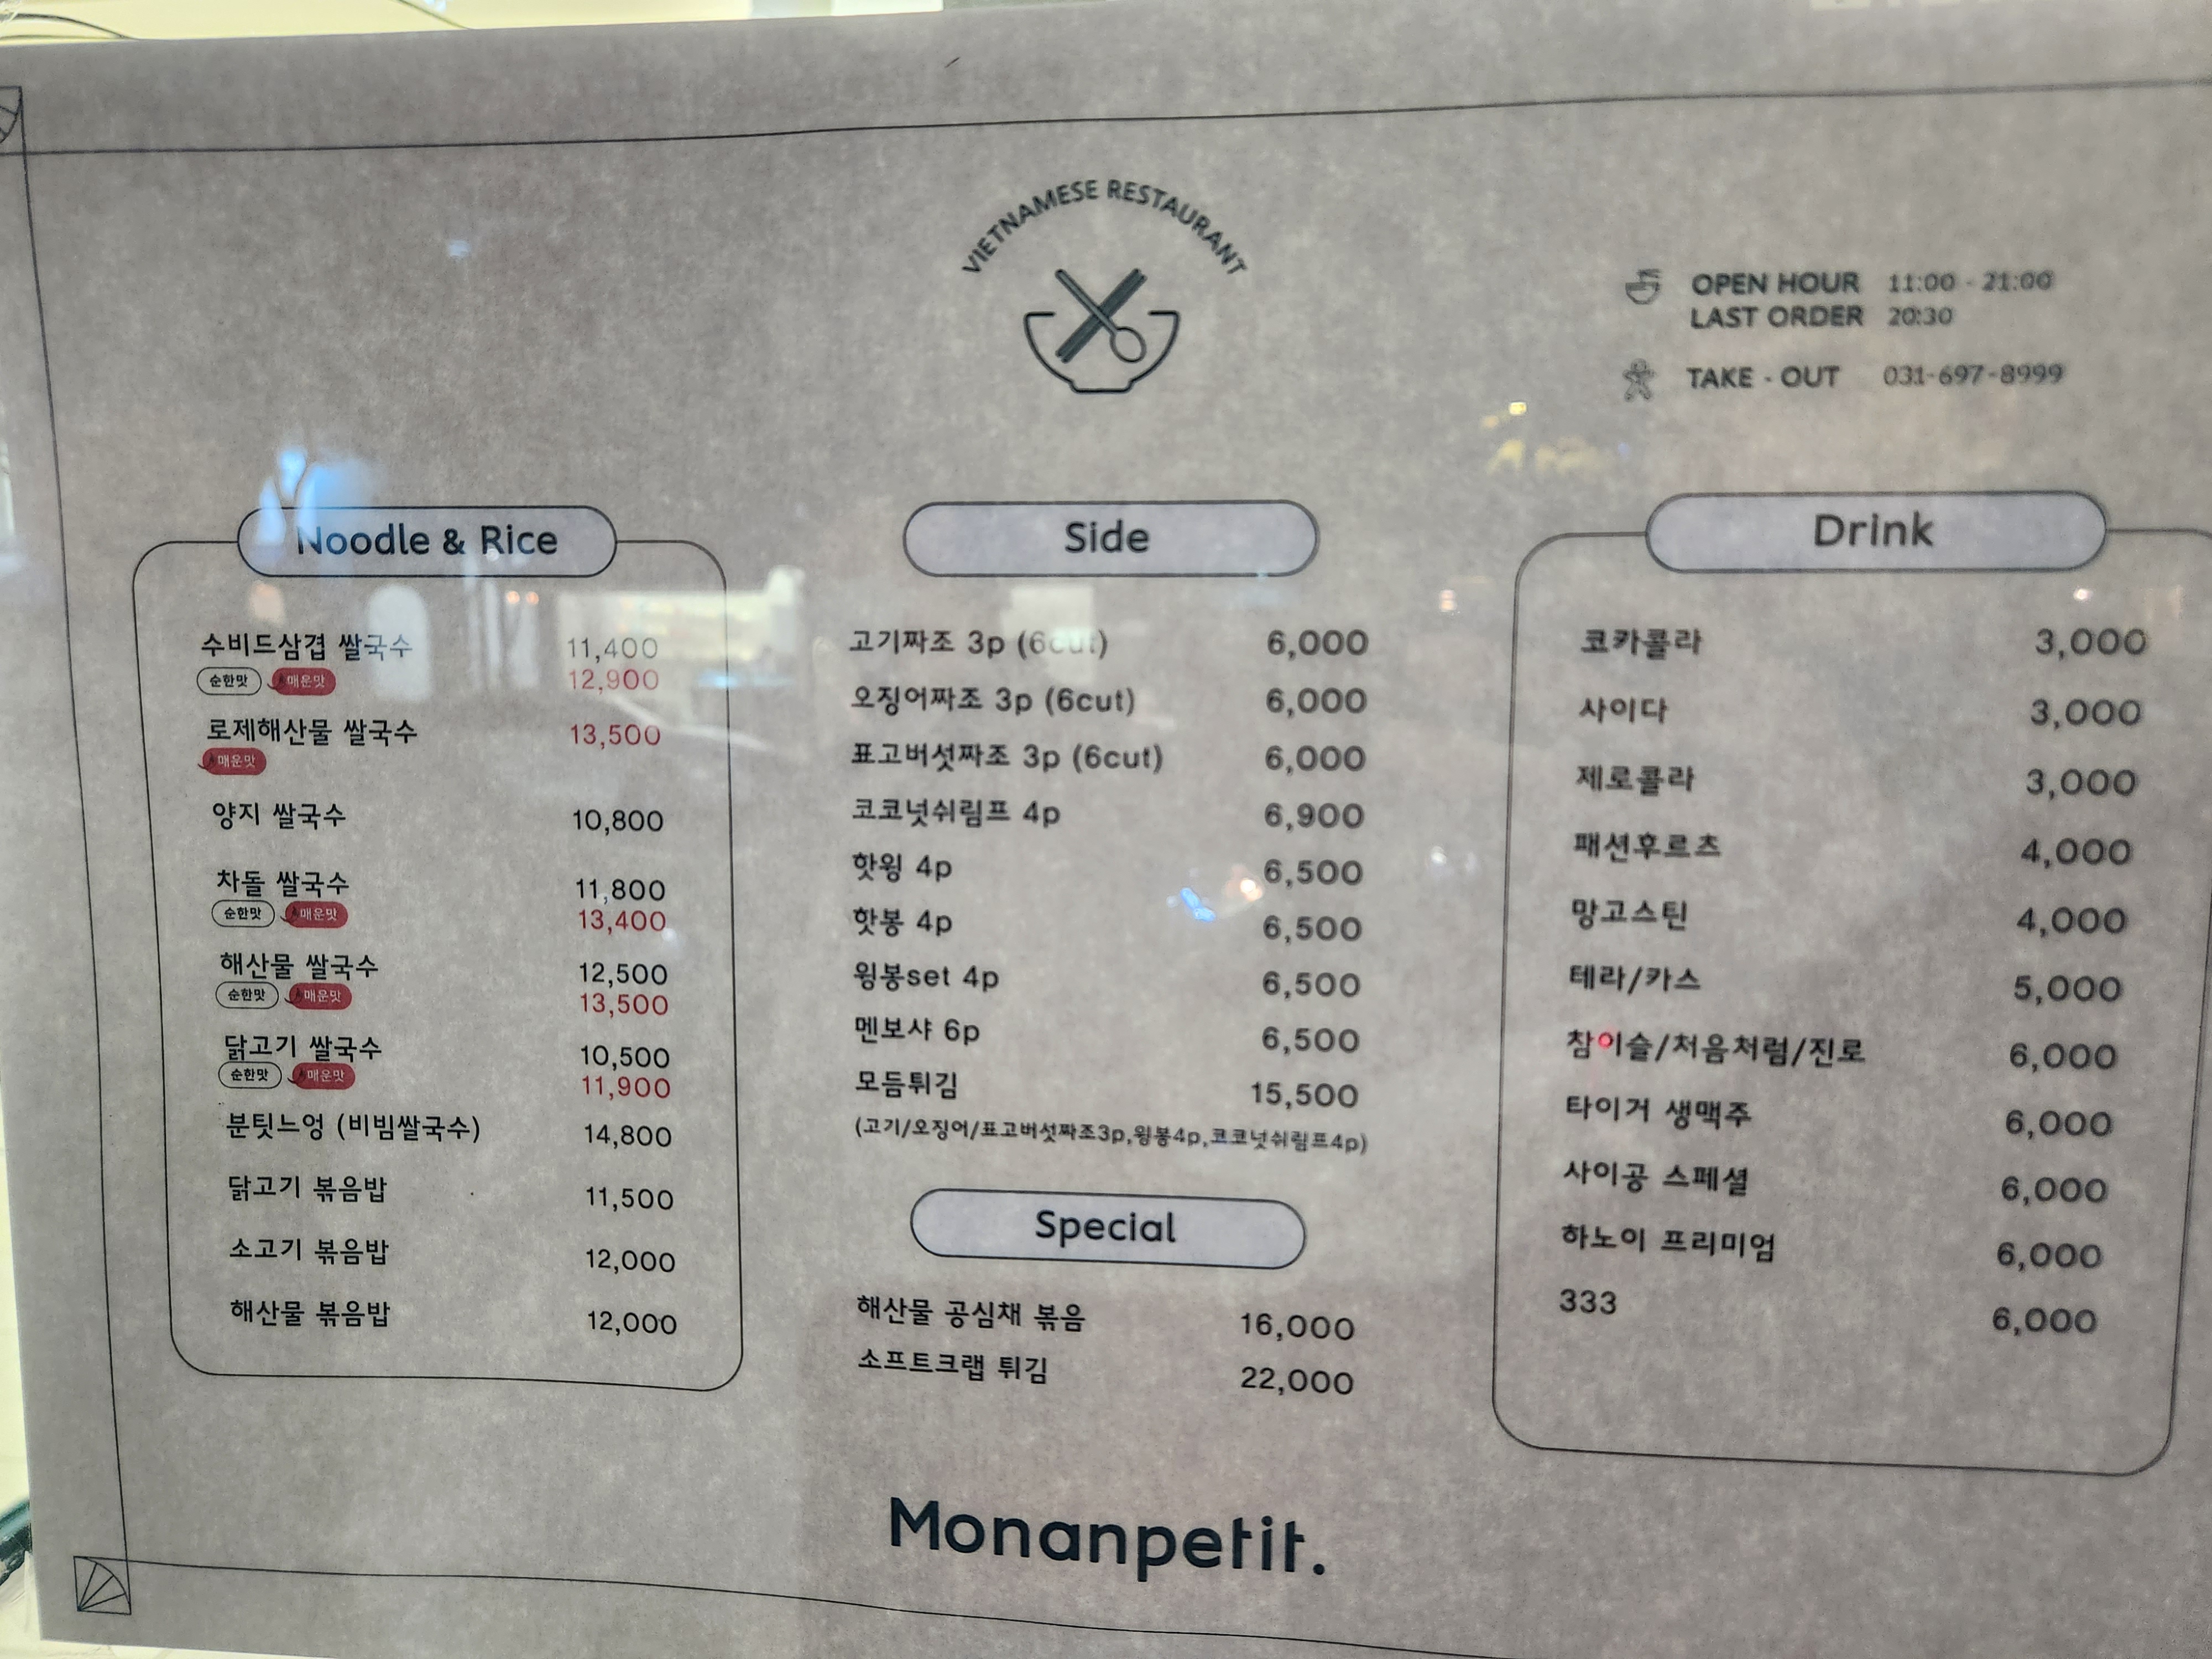 VIETNAMESE RESTAURANT
OPEN HOUR 11:00 - 21:00
LAST ORDER 20:30
TAKE - OUT 031-697-8999
Noodle & Rice
수비드삼겹 쌀국수 11,400
순한맛 매운맛 12,900
로제해산물 쌀국수 13,500
매운맛
양지 쌀국수 10,800
차돌 쌀국수 11,800
순한맛 매운맛 13,400
해산물 쌀국수 12,500
순한맛 매운맛 13,500
닭고기 쌀국수 10,500
순한맛 매운맛 11,900
분팃느엉 (비빔쌀국수) 14,800
닭고기 볶음밥 11,500
소고기 볶음밥 12,000
해산물 볶음밥 12,000
Side
고기짜조 3p (6cut) 6,000
오징어짜조 3p (6cut) 6,000
표고버섯짜조 3p (6cut) 6,000
코코넛쉬림프 4p 6,900
핫윙 4p 6,500
핫봉 4p 6,500
윙봉set 4p 6,500
멘보샤 6p 6,500
모듬튀김 15,500
(고기/오징어/표고버섯짜조3p,윙봉4p,코코넛쉬림프4p)
Special
해산물 공심채 볶음 16,000
소프트크랩 튀김 22,000
Drink
코카콜라 3,000
사이다 3,000
제로콜라 3,000
패션후르츠 4,000
망고스틴 4,000
테라/카스 5,000
참이슬/처음처럼/진로 6,000
타이거 생맥주 6,000
사이공 스페셜 6,000
하노이 프리미엄 6,000
333 6,000
Monanpetit.